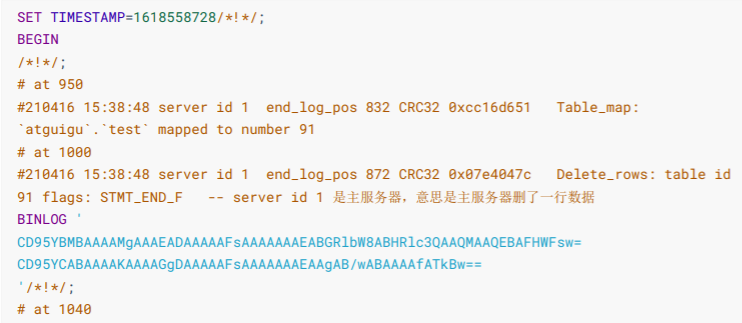 SET TIMESTAMP=1618558728/*!*/;
BEGIN
/*!*/;
# at 950
#210416 15:38:48 server id 1  end_log_pos 832 CRC32 0xcc16d651   Table_map:
`atguigu`.`test` mapped to number 91
# at 1000
#210416 15:38:48 server id 1  end_log_pos 872 CRC32 0x07e4047c   Delete_rows: table id
91 flags: STMT_END_F   -- server id 1 是主服务器，意思是主服务器删了一行数据
BINLOG '
CD95YBMBAAAAMgAAAEADAAAAAFsAAAAAAAEABGRlbW8ABHRlc3QAAQMAAQEBAFHWFsw=
CD95YCABAAAAKAAAAGgDAAAAAFsAAAAAAAEAAgAB/wABAAAAfATkBw==
'/*!*/;
# at 1040